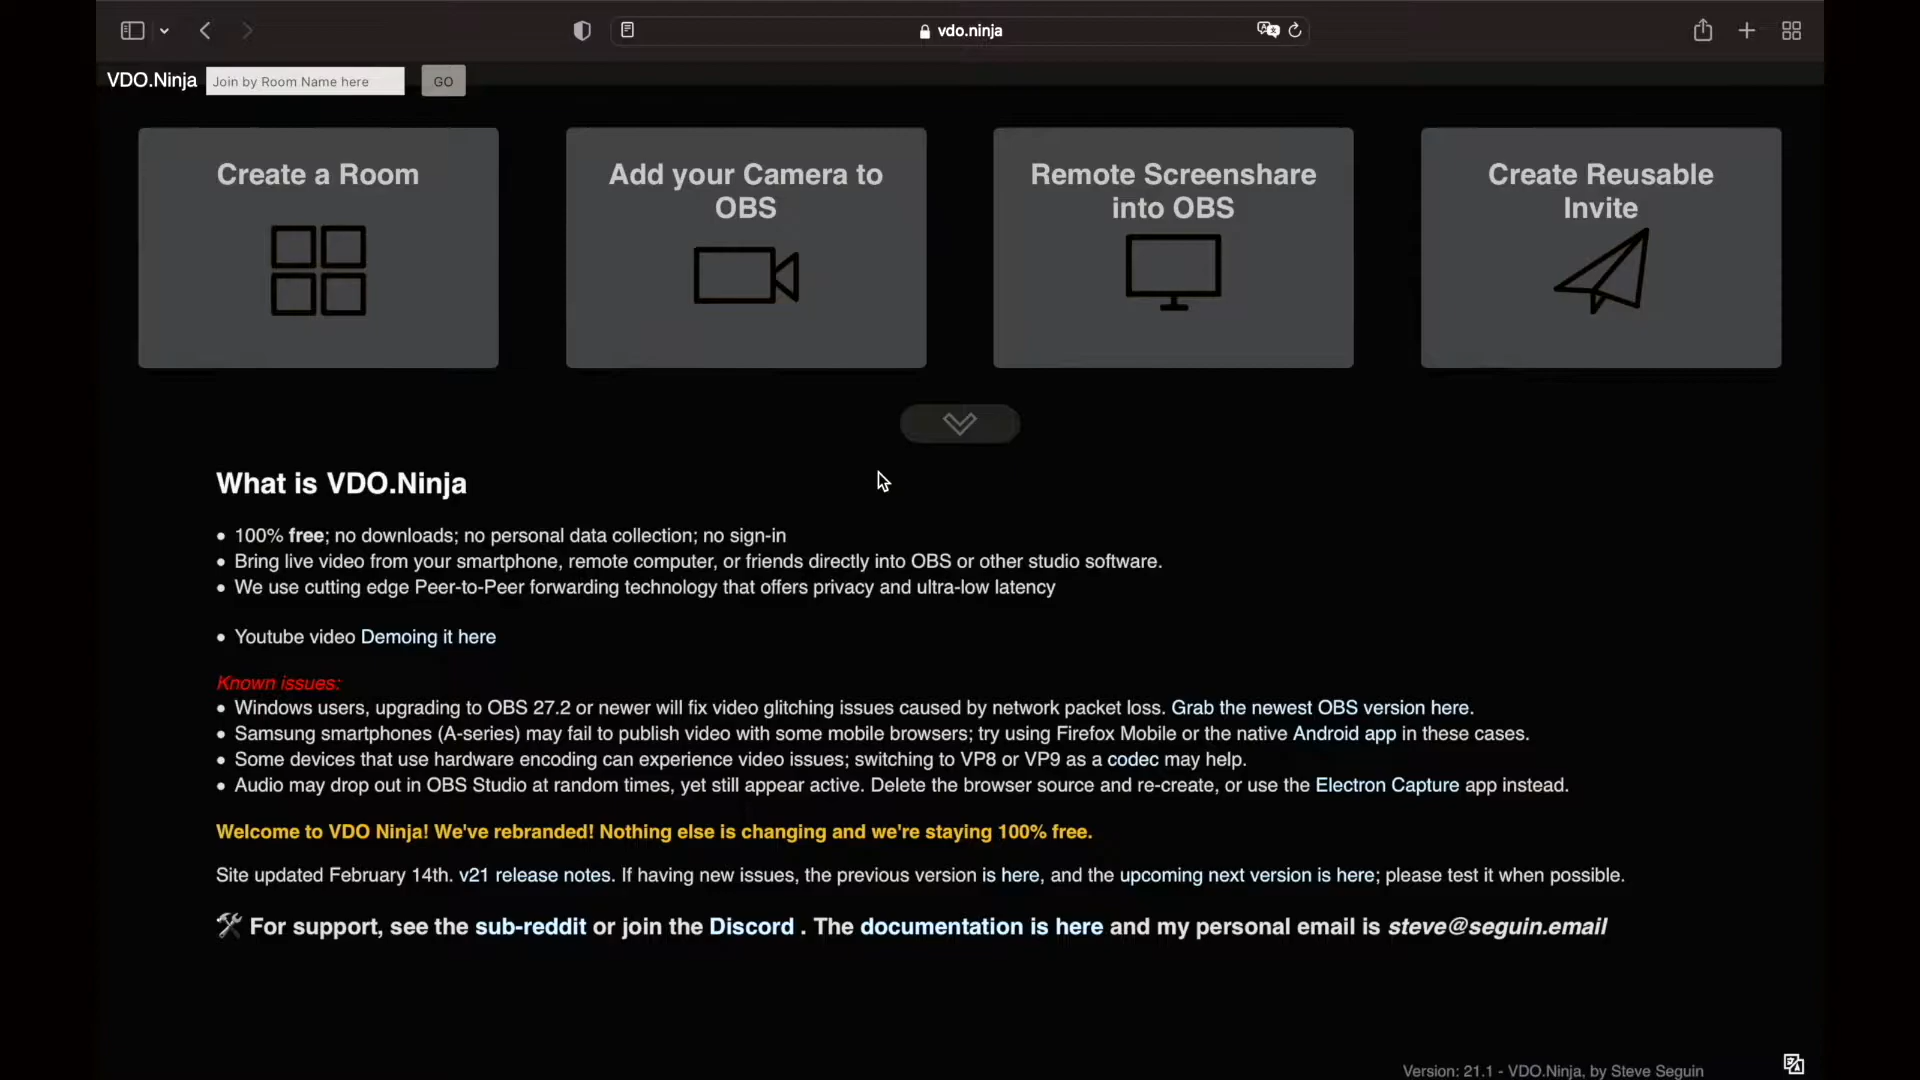 vdo.ninja
VDO.Ninja
Join by Room Name here
GO
Create a Room
Add your Camera to
OBS
Remote Screenshare
into OBS
Create Reusable
Invite
What is VDO.Ninja
• 100% free; no downloads; no personal data collection; no sign-in
• Bring live video from your smartphone, remote computer, or friends directly into OBS or other studio software.
• We use cutting edge Peer-to-Peer forwarding technology that offers privacy and ultra-low latency
• Youtube video Demoing it here
Known issues:
• Windows users, upgrading to OBS 27.2 or newer will fix video glitching issues caused by network packet loss. Grab the newest OBS version here.
• Samsung smartphones (A-series) may fail to publish video with some mobile browsers; try using Firefox Mobile or the native Android app in these cases.
• Some devices that use hardware encoding can experience video issues; switching to VP8 or VP9 as a codec may help.
• Audio may drop out in OBS Studio at random times, yet still appear active. Delete the browser source and re-create, or use the Electron Capture app instead.
Welcome to VDO Ninja! We've rebranded! Nothing else is changing and we're staying 100% free.
Site updated February 14th. v21 release notes. If having new issues, the previous version is here, and the upcoming next version is here; please test it when possible.
🛠 For support, see the sub-reddit or join the Discord . The documentation is here and my personal email is steve@seguin.email
Version: 21.1 - VDO.Ninja, by Steve Seguin